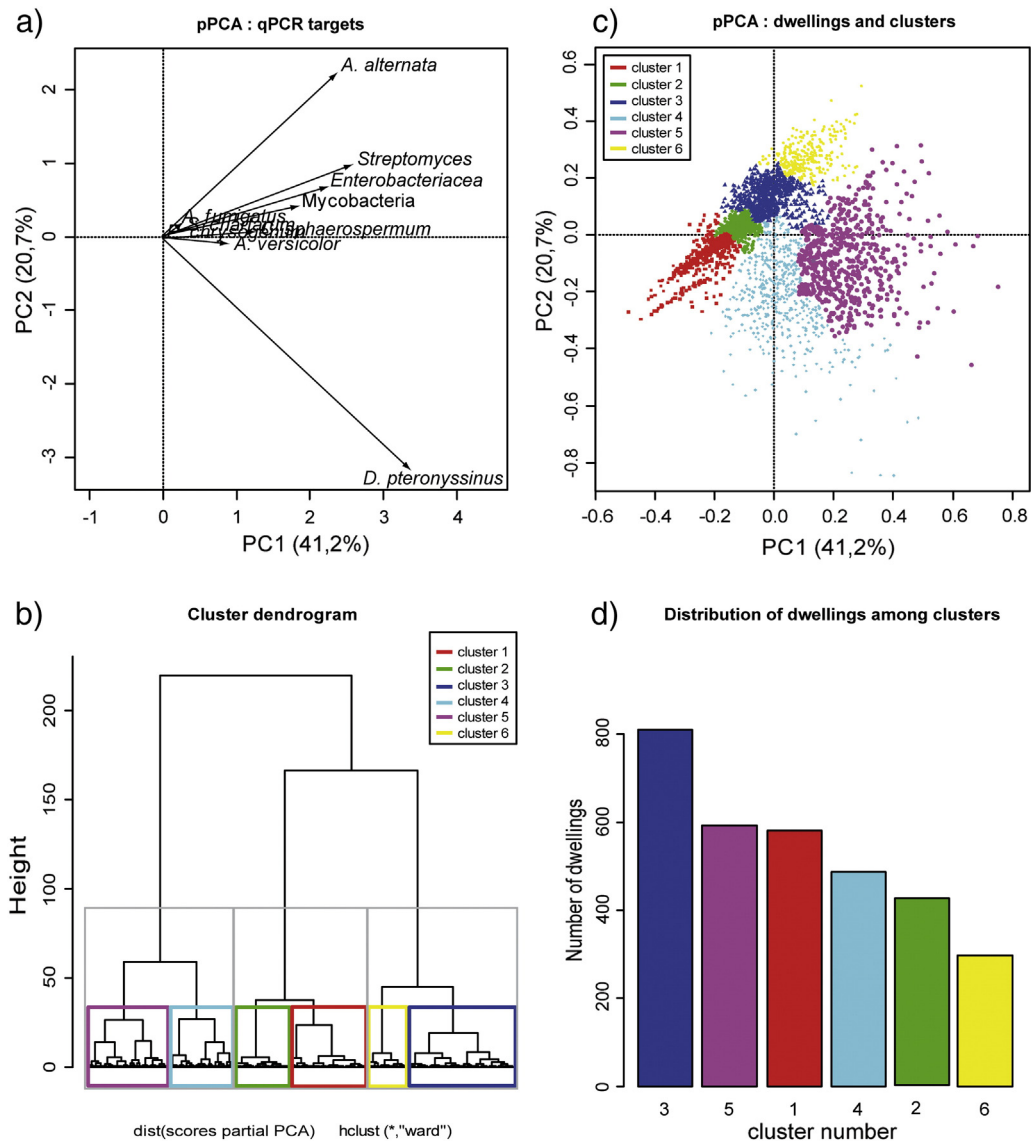 a)
pPCA : qPCR targets
PC2 (20,7%)
2
1
0
-1
-2
-3
A. alternata
Streptomyces
Enterobacteriacea
Mycobacteria
A. fumigatus
sphaerospermum
A. versicolor
D. pteronyssinus
-1 0 1 2 3 4
PC1 (41,2%)
c)
pPCA : dwellings and clusters
cluster 1
cluster 2
cluster 3
cluster 4
cluster 5
cluster 6
PC2 (20,7%)
0.6
0.4
0.2
0.0
-0.2
-0.4
-0.6
-0.8
-0.6 -0.4 -0.2 0.0 0.2 0.4 0.6 0.8
PC1 (41,2%)
b)
Cluster dendrogram
cluster 1
cluster 2
cluster 3
cluster 4
cluster 5
cluster 6
Height
200
150
100
50
0
dist(scores partial PCA) hclust (*,"ward")
d)
Distribution of dwellings among clusters
Number of dwellings
800
600
400
200
0
3 5 1 4 2 6
cluster number